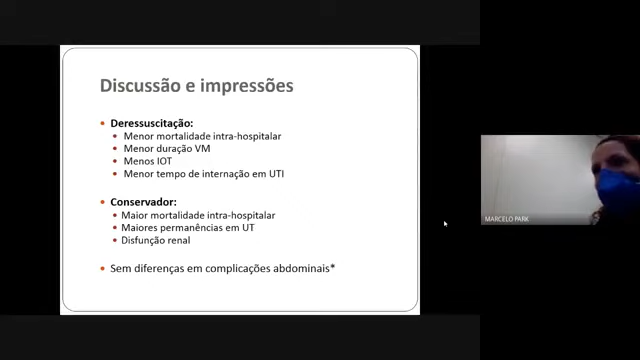 Discussão e impressões
Deressuscitação:
Menor mortalidade intra-hospitalar
Menor duração VM
Menos IOT
Menor tempo de internação em UTI
Conservador:
Maior mortalidade intra-hospitalar
Maiores permanências em UT
Disfunção renal
Sem diferenças em complicações abdominais*
MARCELO PARK